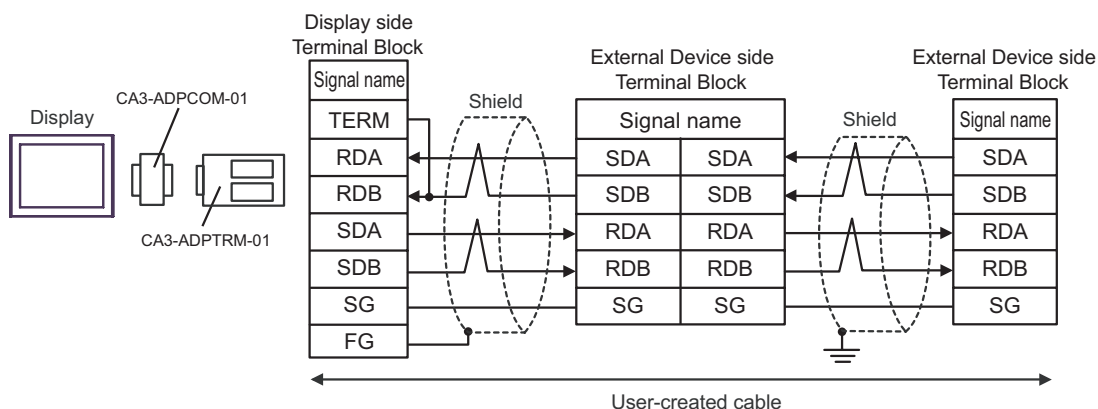 Display side
Terminal Block
External Device side
Terminal Block
External Device side
Terminal Block
Display
CA3-ADPCOM-01
CA3-ADPTRM-01
Signal name
TERM
RDA
RDB
SDA
SDB
SG
FG
Shield
Signal name
SDA SDA
SDB SDB
RDA RDA
RDB RDB
SG SG
Shield
Signal name
SDA
SDB
RDA
RDB
SG
User-created cable